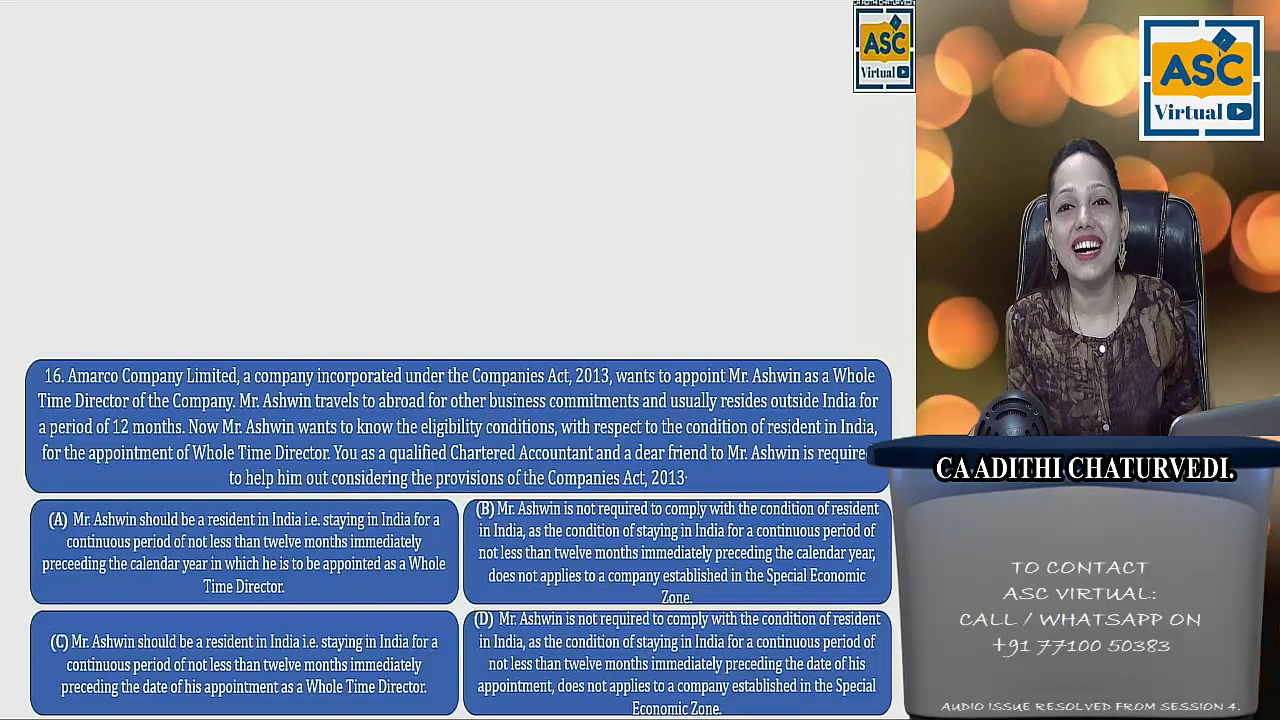 CA ADITHI CHATURVEDI
ASC
Virtual
ASC
Virtual
16. Amarco Company Limited, a company incorporated under the Companies Act, 2013, wants to appoint Mr. Ashwin as a Whole
Time Director of the Company. Mr. Ashwin travels to abroad for other business commitments and usually resides outside India for
a period of 12 months. Now Mr. Ashwin wants to know the eligibility conditions, with respect to the condition of resident in India,
for the appointment of Whole Time Director. You as a qualified Chartered Accountant and a dear friend to Mr. Ashwin is require
to help him out considering the provisions of the Companies Act, 2013.
(A) Mr. Ashwin should be a resident in India i.e. staying in India for a
continuous period of not less than twelve months immediately
preceeding the calendar year in which he is to be appointed as a Whole
Time Director.
(B) Mr. Ashwin is not required to comply with the condition of resident
in India, as the condition of staying in India for a continuous period of
not less than twelve months immediately preceding the calendar year,
does not applies to a company established in the Special Economic
Zone.
(C) Mr. Ashwin should be a resident in India i.e. staying in India for a
continuous period of not less than twelve months immediately
preceding the date of his appointment as a Whole Time Director.
(D) Mr. Ashwin is not required to comply with the condition of resident
in India, as the condition of staying in India for a continuous period of
not less than twelve months immediately preceding the date of his
appointment, does not applies to a company established in the Special
Economic Zone.
CA ADITHI CHATURVEDI.
TO CONTACT
ASC VIRTUAL:
CALL / WHATSAPP ON
+91 77100 50383
AUDIO ISSUE RESOLVED FROM SESSION 4.